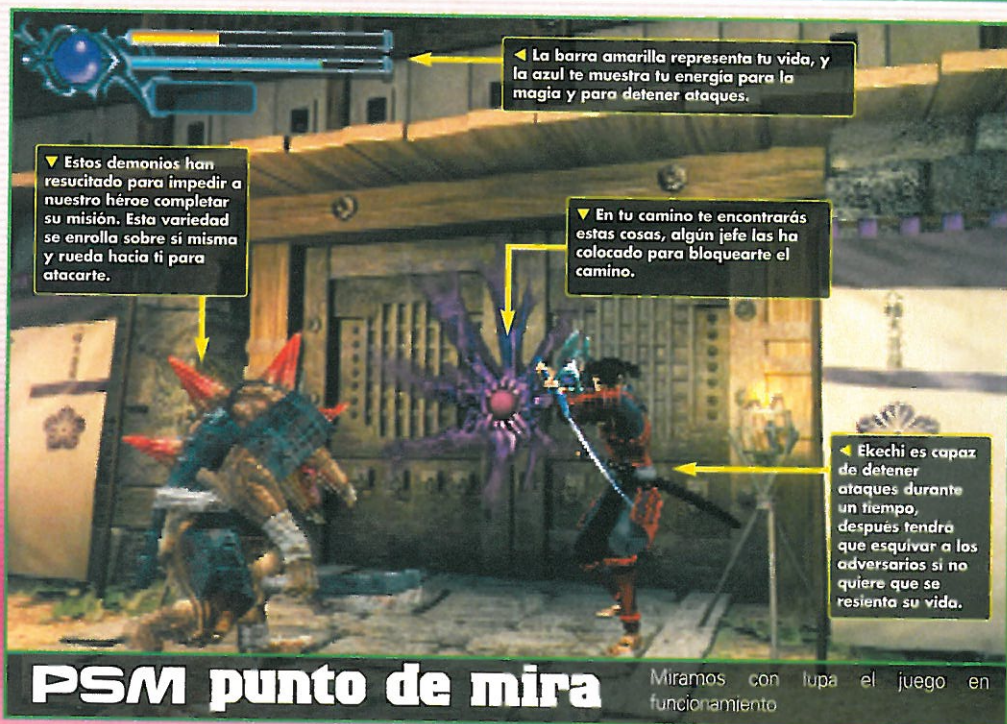 ◀ La barra amarilla representa tu vida, y
la azul te muestra tu energía para la
magia y para detener ataques.
▼ Estos demonios han
resucitado para impedir a
nuestro héroe completar
su misión. Esta variedad
se enrolla sobre sí misma
y rueda hacia ti para
atacarte.
▼ En tu camino te encontrarás
estas cosas, algún jefe las ha
colocado para bloquearte el
camino.
◀ Ekechi es capaz
de detener
ataques durante
un tiempo,
después tendrá
que esquivar a los
adversarios si no
quiere que se
resienta su vida.
PSM punto de mira
Miramos con lupa el juego en
funcionamiento